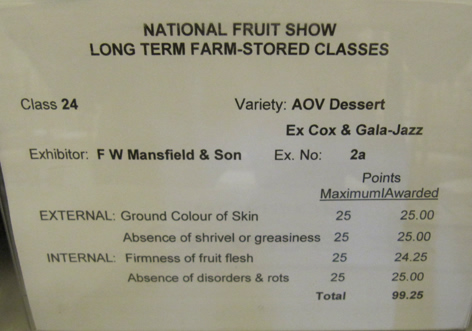 NATIONAL FRUIT SHOW
LONG TERM FARM-STORED CLASSES
Class 24 Variety: AOV Dessert
Ex Cox & Gala-Jazz
Exhibitor: F W Mansfield & Son Ex. No: 2a
Points
Maximum|Awarded
EXTERNAL: Ground Colour of Skin 25 25.00
Absence of shrivel or greasiness 25 25.00
INTERNAL: Firmness of fruit flesh 25 24.25
Absence of disorders & rots 25 25.00
Total 99.25